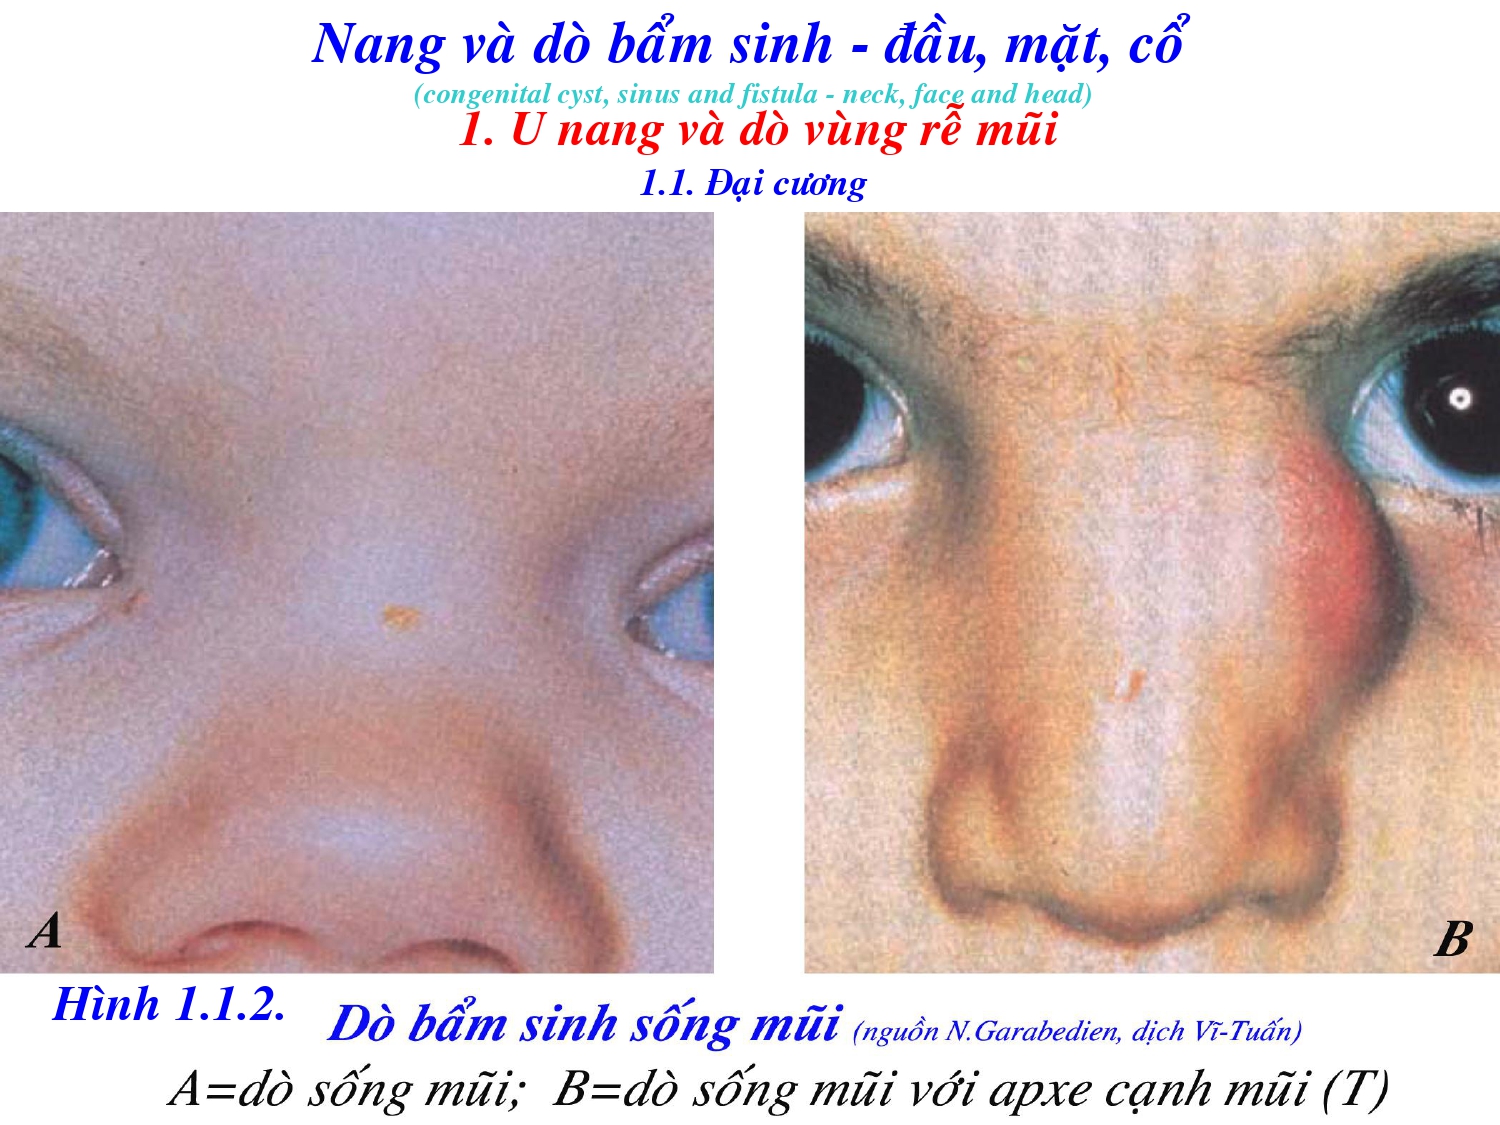 Nang và dò bẩm sinh - đầu, mặt, cổ
(congenital cyst, sinus and fistula - neck, face and head)
1. U nang và dò vùng rễ mũi
1.1. Đại cương
A
B
Hình 1.1.2.
Dò bẩm sinh sống mũi (nguồn N.Garabedien, dịch Vĩ-Tuấn)
A=dò sống mũi; B=dò sống mũi với apxe cạnh mũi (T)